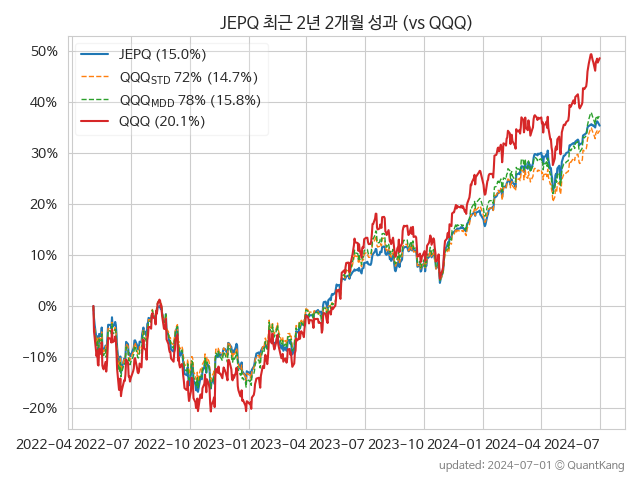 JEPQ 최근 2년 2개월 성과 (vs QQQ)
JEPQ (15.0%)
QQQSTD 72% (14.7%)
QQQMDD 78% (15.8%)
QQQ (20.1%)
50%
40%
30%
20%
10%
0%
−10%
−20%
2022-04 2022-07 2022-10 2023-01 2023-04 2023-07 2023-10 2024-01 2024-04 2024-07
updated: 2024-07-01 © QuantKang